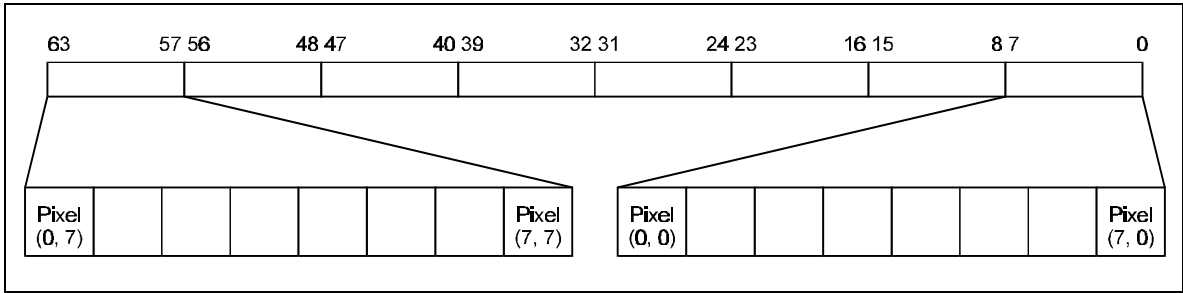 63 57 56 48 47 40 39 32 31 24 23 16 15 8 7 0
Pixel Pixel Pixel Pixel
(0, 7) (7, 7) (0, 0) (7, 0)